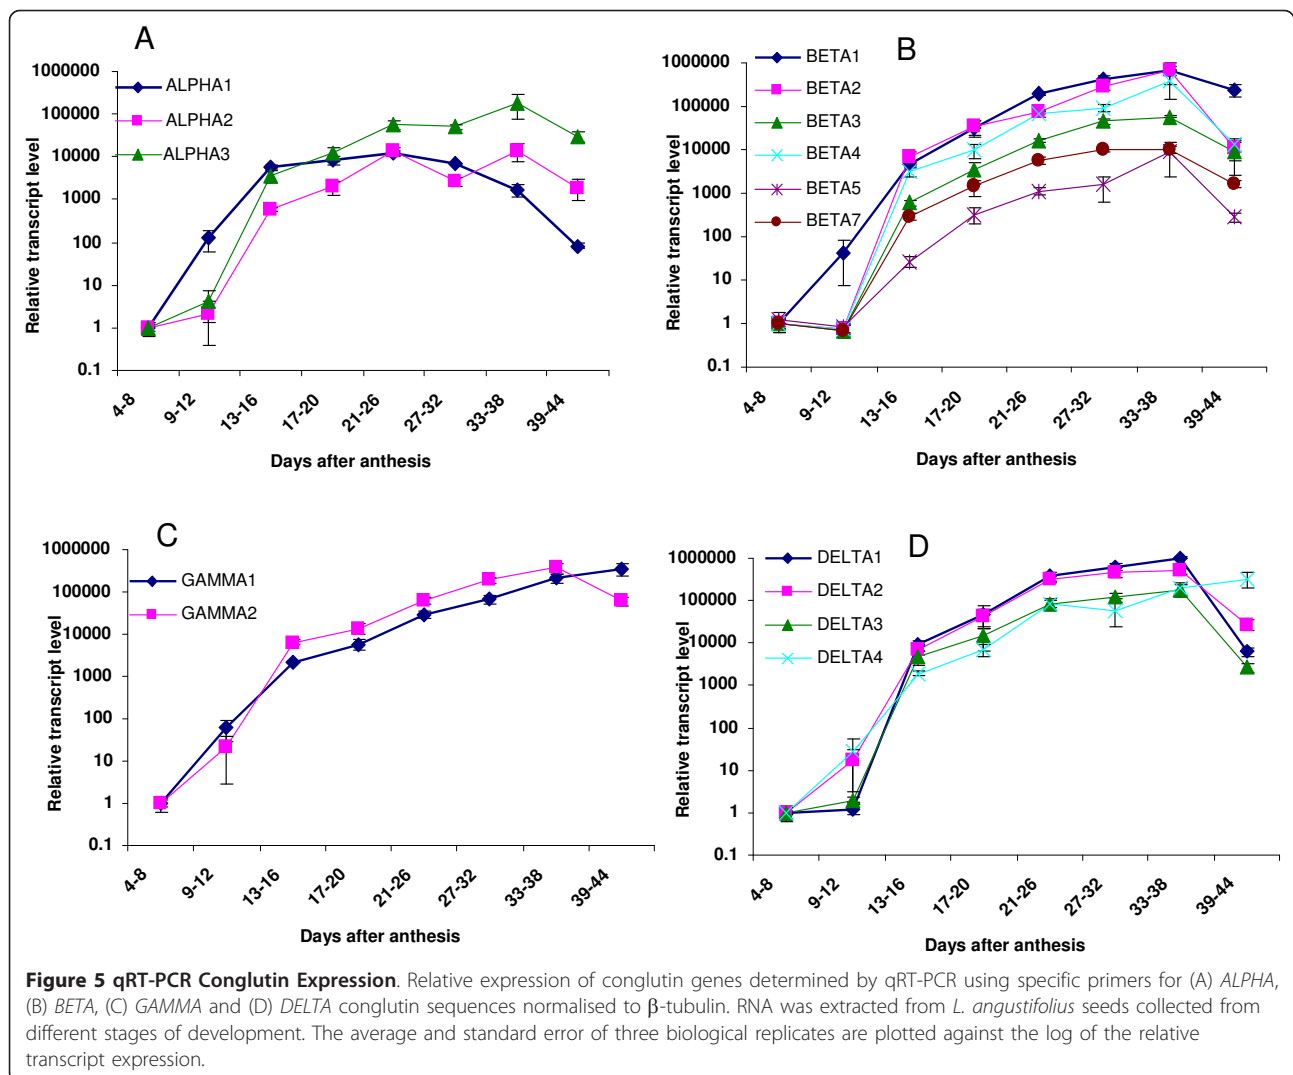 A
1000000
100000
10000
1000
100
10
1
0.1
Relative transcript level
ALPHA1
ALPHA2
ALPHA3
4-8
9-12
13-16
17-20
21-26
27-32
33-38
39-44
Days after anthesis
B
1000000
100000
10000
1000
100
10
1
0.1
Relative transcript level
BETA1
BETA2
BETA3
BETA4
BETA5
BETA7
4-8
9-12
13-16
17-20
21-26
27-32
33-38
39-44
Days after anthesis
C
1000000
100000
10000
1000
100
10
1
0.1
Relative transcript level
GAMMA1
GAMMA2
4-8
9-12
13-16
17-20
21-26
27-32
33-38
39-44
Days after anthesis
D
1000000
100000
10000
1000
100
10
1
0.1
Relative transcript level
DELTA1
DELTA2
DELTA3
DELTA4
4-8
9-12
13-16
17-20
21-26
27-32
33-38
39-44
Days after anthesis
Figure 5 qRT-PCR Conglutin Expression. Relative expression of conglutin genes determined by qRT-PCR using specific primers for (A) ALPHA,
(B) BETA, (C) GAMMA and (D) DELTA conglutin sequences normalised to β-tubulin. RNA was extracted from L. angustifolius seeds collected from
different stages of development. The average and standard error of three biological replicates are plotted against the log of the relative
transcript expression.